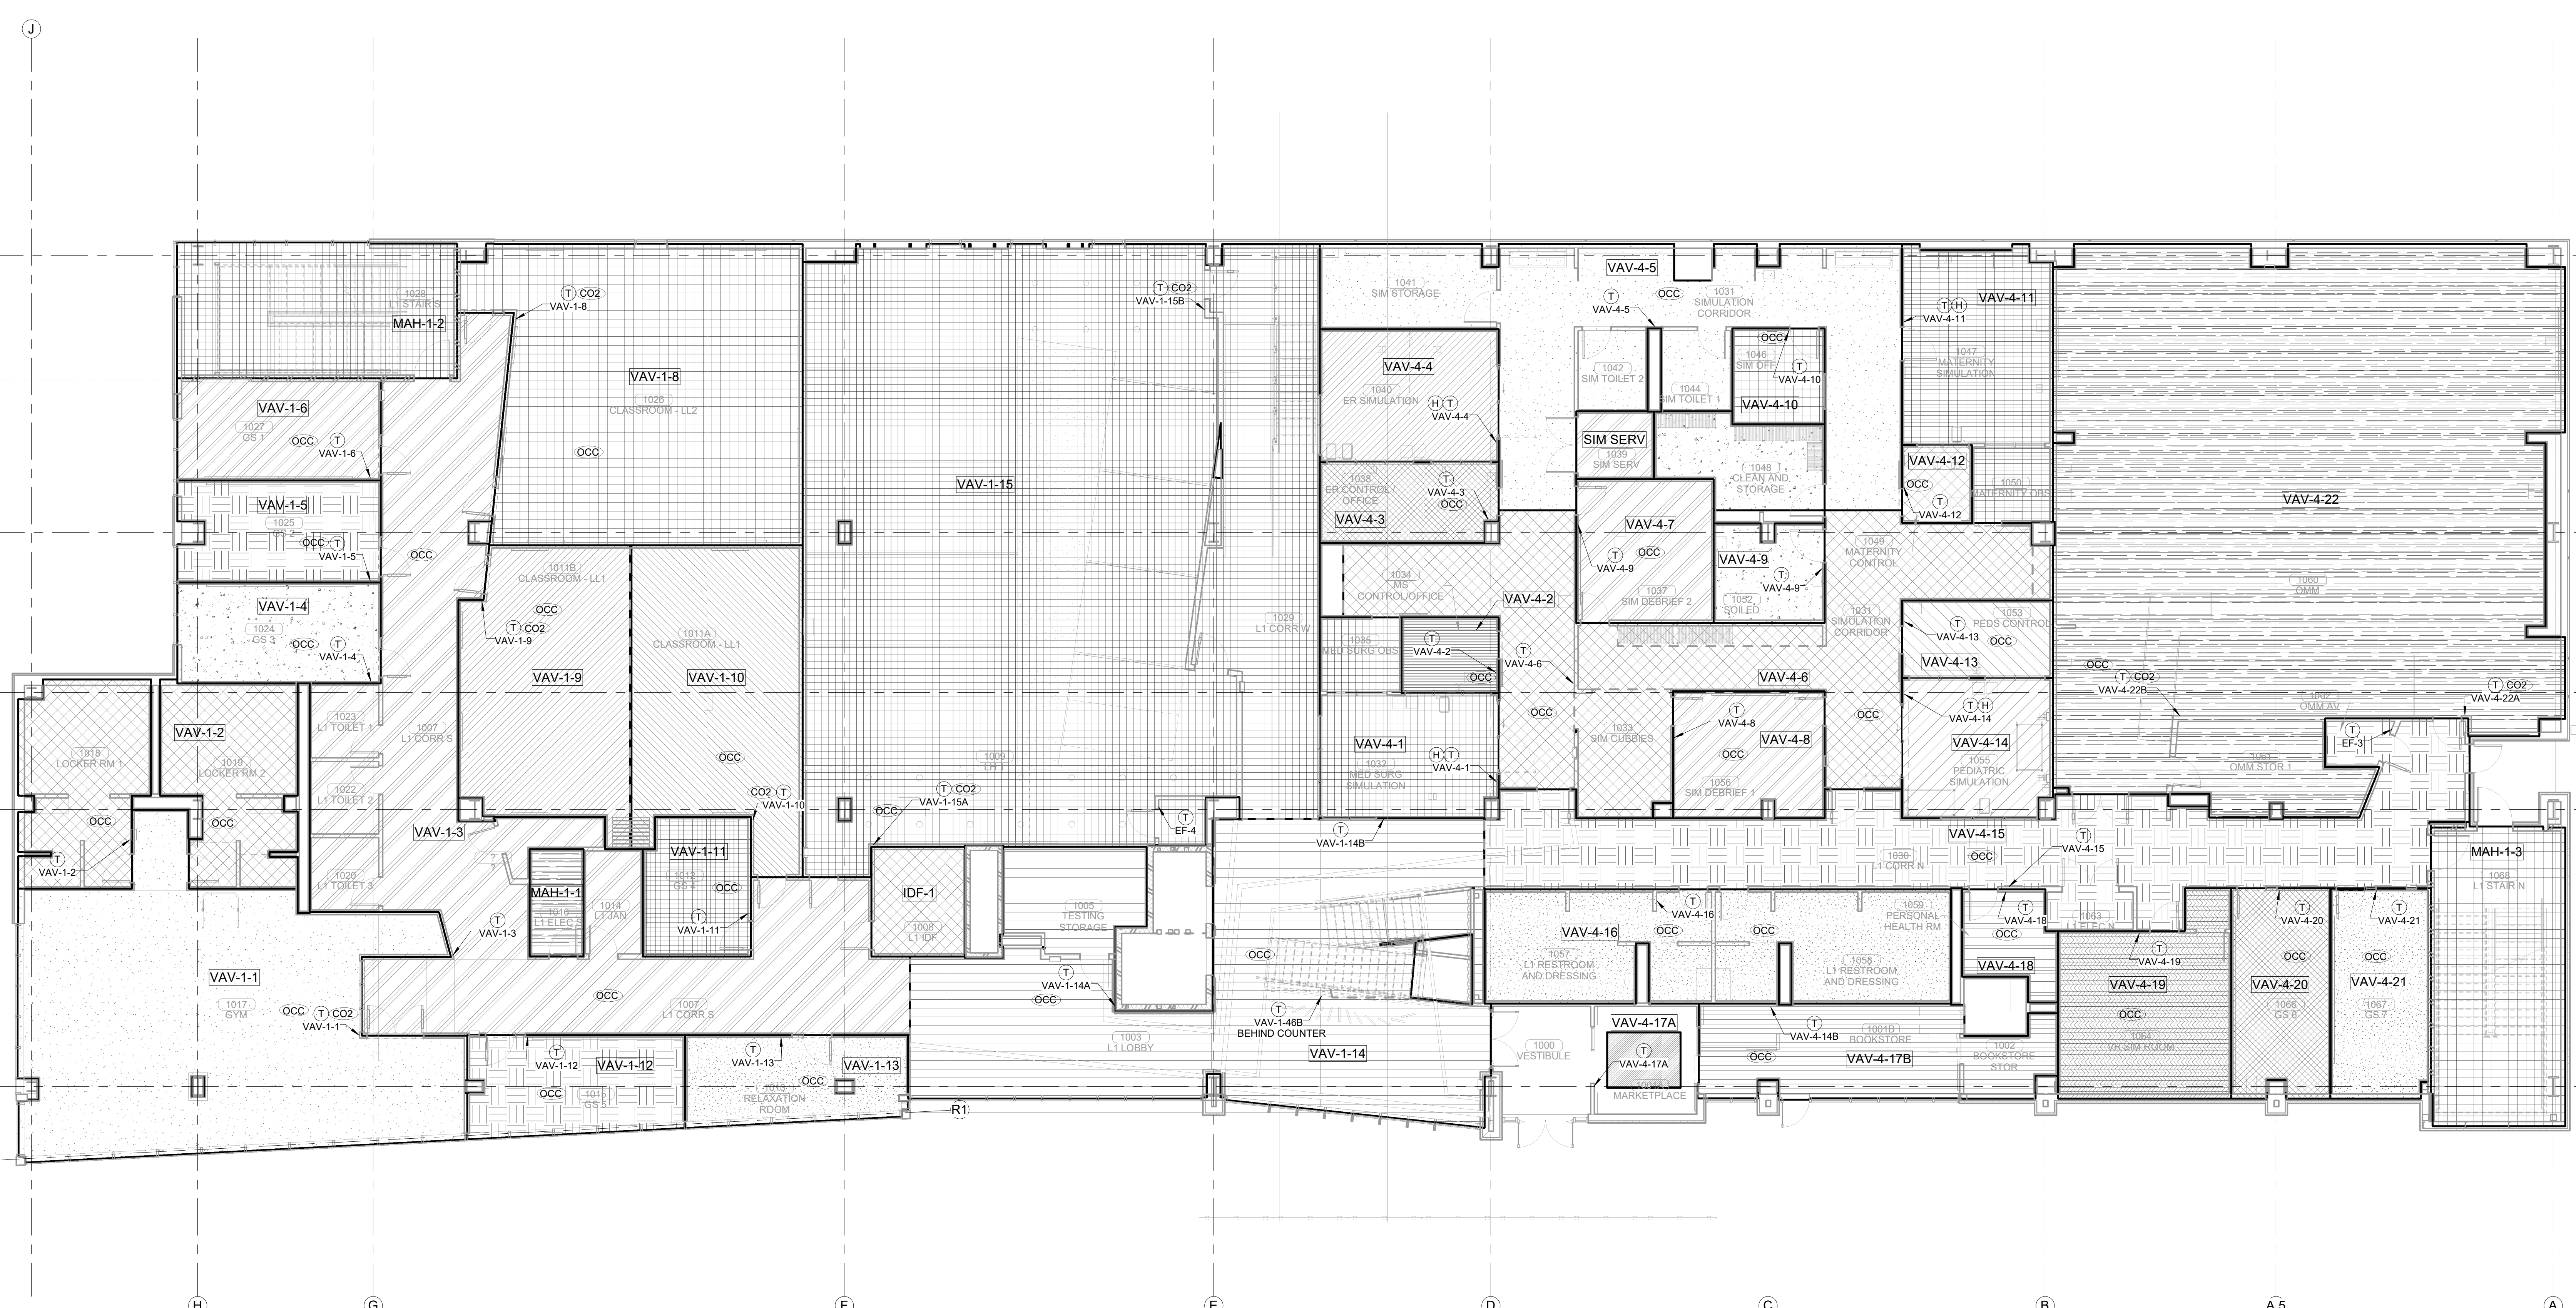 J
1028
L1 STAIR S
MAH-1-2
T CO2
VAV-1-8
VAV-1-8
1026
CLASSROOM - LL2
OCC
VAV-1-6
1027
GS 1
OCC
T
VAV-1-6
VAV-1-5
1025
GS 2
OCC T
VAV-1-5
OCC
VAV-1-4
1024
GS 3
OCC T
VAV-1-4
1011B
CLASSROOM - LL1
OCC
T CO2
VAV-1-9
VAV-1-9
1011A
CLASSROOM - LL1
VAV-1-10
OCC
CO2 T
VAV-1-10
T CO2
VAV-1-15B
VAV-1-15
1029
L1 CORR W
1009
LH 1
T CO2
VAV-1-15A
OCC
T
EF-4
1018
LOCKER RM 1
OCC
T
VAV-1-2
VAV-1-2
1019
LOCKER RM 2
OCC
1023
L1 TOILET 1
1007
L1 CORR S
1022
L1 TOILET 2
VAV-1-3
1020
L1 TOILET 3
?
?
T
VAV-1-3
MAH-1-1
1016
L1 ELEC S
1014
L1 JAN
VAV-1-11
1012
GS 4
OCC
T
VAV-1-11
IDF-1
1008
L1 IDF
1005
TESTING
STORAGE
VAV-1-1
1017
GYM
OCC
T CO2
VAV-1-1
OCC
1007
L1 CORR S
T
VAV-1-12
VAV-1-12
OCC
1015
GS 5
T
VAV-1-13
VAV-1-13
OCC
1013
RELAXATION
ROOM
R1
T
VAV-1-14A
OCC
1003
L1 LOBBY
OCC
T
VAV-1-14B
T
VAV-1-46B
BEHIND COUNTER
VAV-1-14
1041
SIM STORAGE
VAV-4-5
T
VAV-4-5
OCC
1031
SIMULATION
CORRIDOR
VAV-4-4
1040
ER SIMULATION
H T
VAV-4-4
1042
SIM TOILET 2
1044
SIM TOILET 1
OCC
1046
SIM OFF
T
VAV-4-10
VAV-4-10
T H
VAV-4-11
VAV-4-11
1047
MATERNITY
SIMULATION
SIM SERV
1039
SIM SERV
1043
CLEAN AND
STORAGE
VAV-4-12
OCC
T
VAV-4-12
1050
MATERNITY OBS
1038
ER CONTROL /
OFFICE
T
VAV-4-3
OCC
VAV-4-3
VAV-4-7
OCC
T
VAV-4-9
1037
SIM DEBRIEF 2
VAV-4-9
T
VAV-4-9
1052
SOILED
1049
MATERNITY
CONTROL
1034
MS
CONTROL/OFFICE
VAV-4-2
1035
MED SURG OBS
T
VAV-4-2
OCC
T
VAV-4-6
1031
SIMULATION
CORRIDOR
VAV-4-6
T
VAV-4-13
1053
PEDS CONTROL
OCC
VAV-4-13
T H
VAV-4-14
VAV-4-14
1055
PEDIATRIC
SIMULATION
VAV-4-1
H T
VAV-4-1
1032
MED SURG
SIMULATION
OCC
1033
SIM CUBBIES
T
VAV-4-8
VAV-4-8
OCC
1056
SIM DEBRIEF 1
OCC
VAV-4-22
1060
OMM
OCC
T CO2
VAV-4-22B
1062
OMM AV
T CO2
VAV-4-22A
T
EF-3
1061
OMM STOR 1
VAV-4-15
OCC
1030
L1 CORR N
T
VAV-4-15
VAV-4-16
OCC
T
VAV-4-16
1057
L1 RESTROOM
AND DRESSING
OCC
1058
L1 RESTROOM
AND DRESSING
1059
PERSONAL
HEALTH RM
T
VAV-4-18
OCC
VAV-4-18
1063
L1 ELEC N
T
VAV-4-19
VAV-4-19
OCC
1064
VR SIM ROOM
T
VAV-4-20
OCC
VAV-4-20
1066
GS 6
T
VAV-4-21
OCC
VAV-4-21
1067
GS 7
MAH-1-3
1068
L1 STAIR N
1000
VESTIBULE
VAV-4-17A
T
VAV-4-17A
1001A
MARKETPLACE
T
VAV-4-14B
OCC
1001B
BOOKSTORE
VAV-4-17B
1002
BOOKSTORE
STOR
H G F E D C B A.5 A